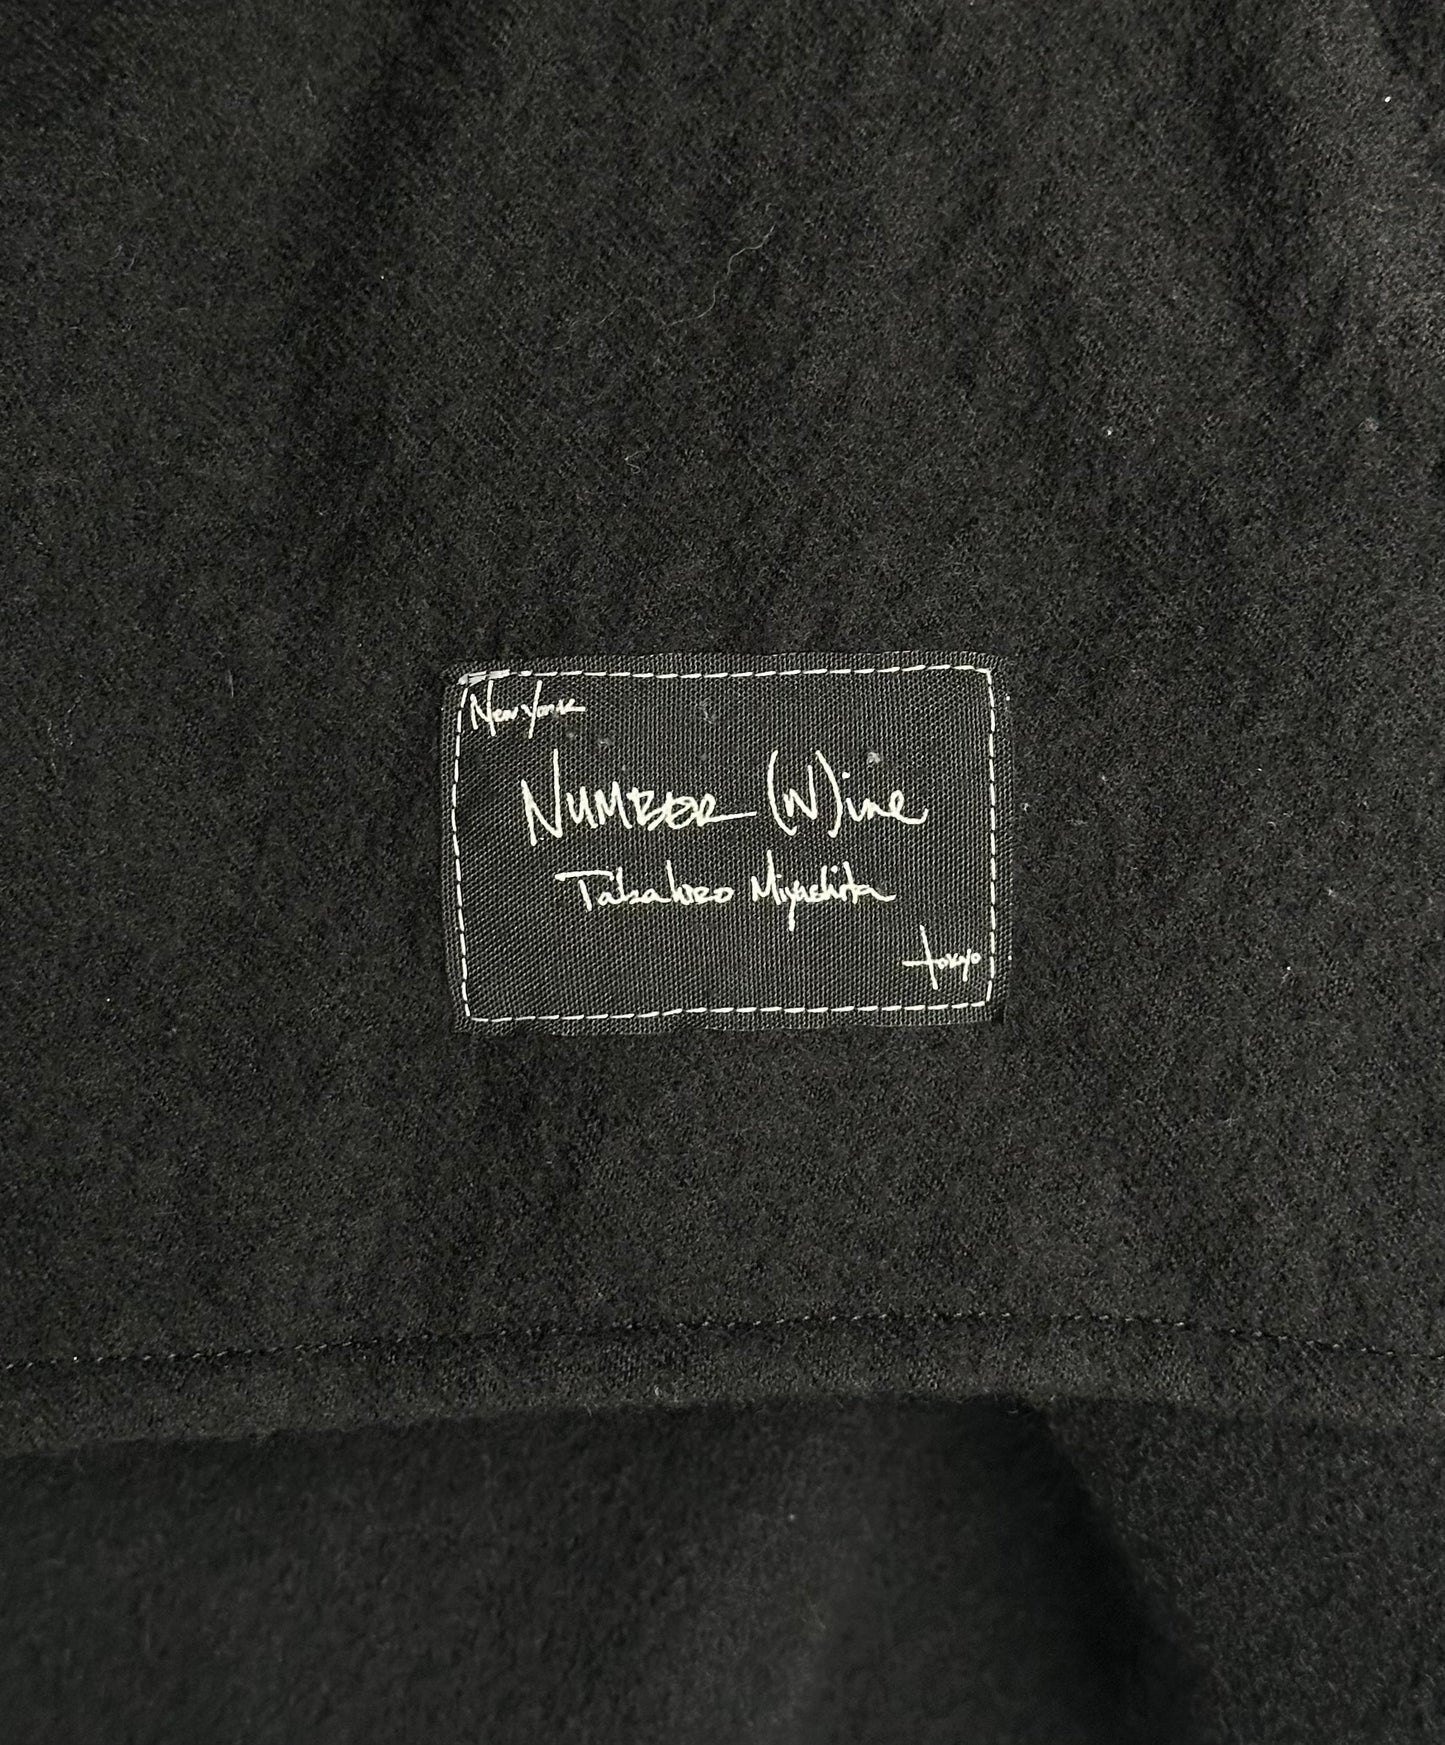 New York
NUMBER (N)ine
Takahiro Miyashita
tokyo